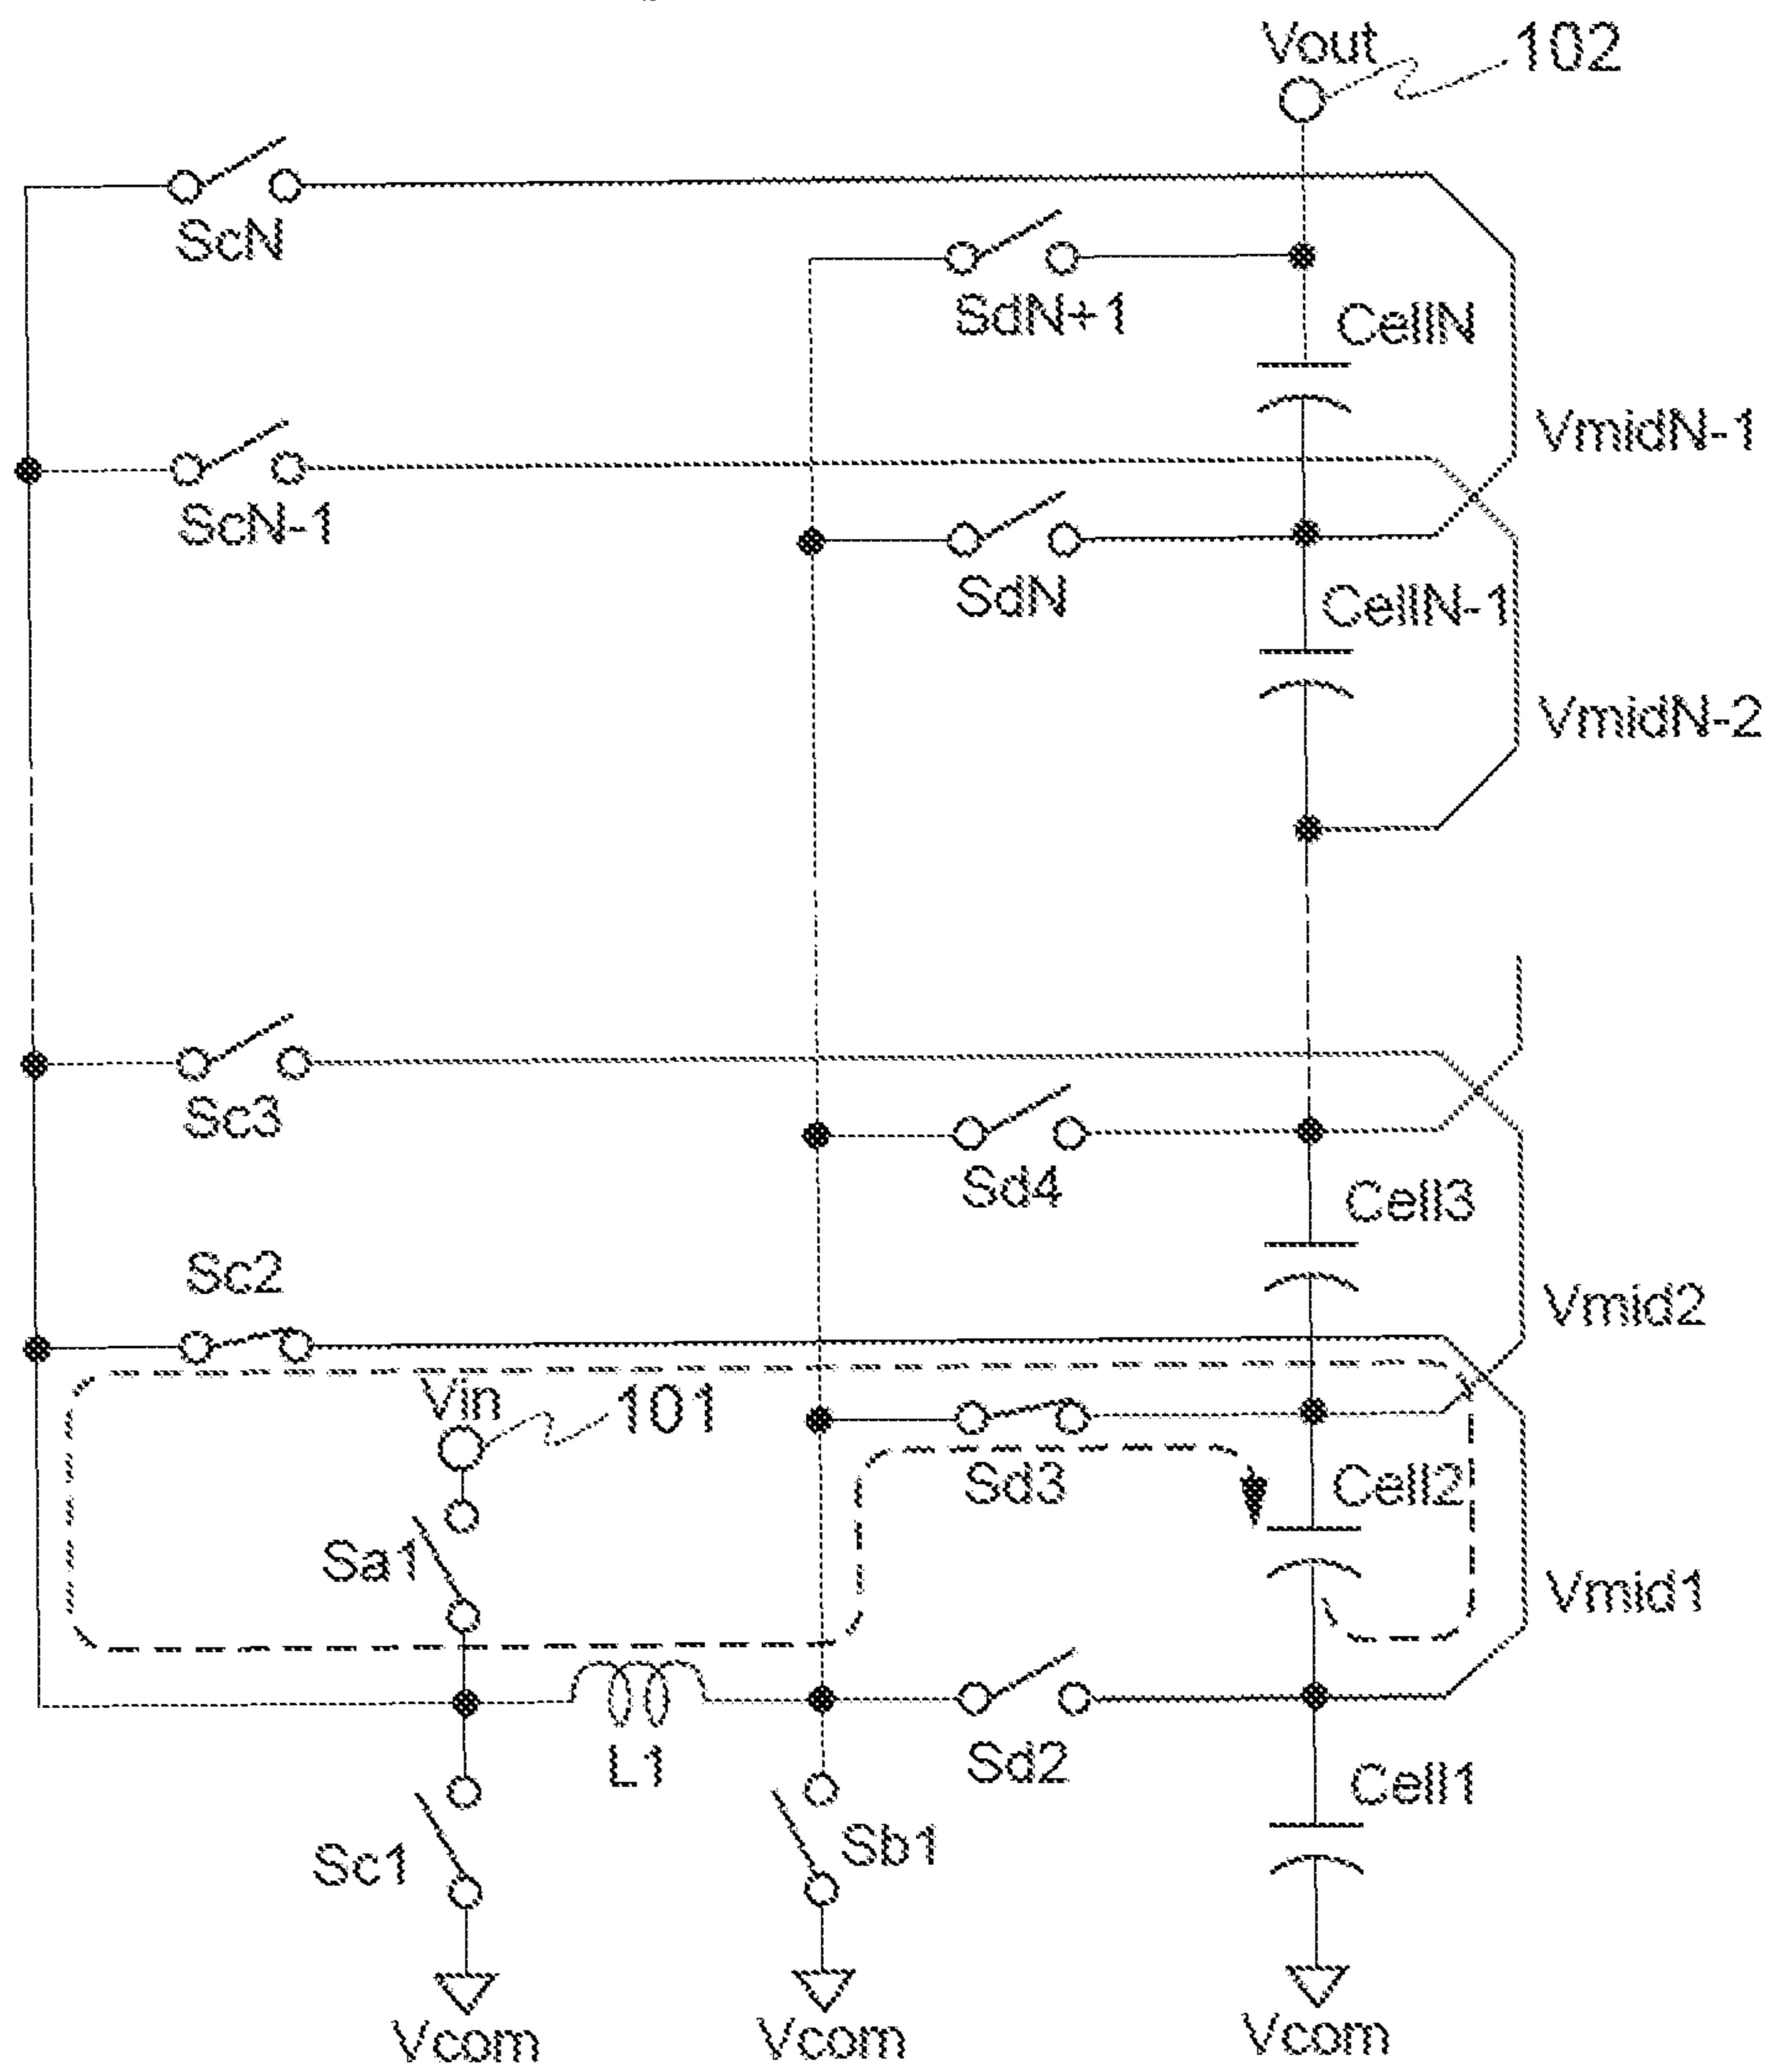 Vout 102
ScN
SdN+1
CellN
VmidN-1
ScN-1
SdN
CellN-1
VmidN-2
Sc3
Sd4
Cell3
Sc2
Vmid2
Vin 101
Sd3
Cell2
Sa1
Vmid1
L1
Sd2
Cell1
Sc1
Sb1
Vcom
Vcom
Vcom